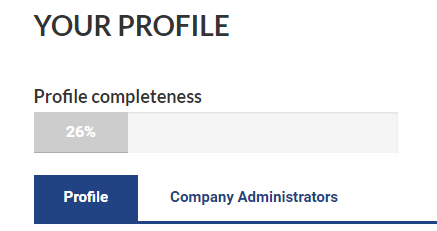 YOUR PROFILE
Profile completeness
26%
Profile Company Administrators